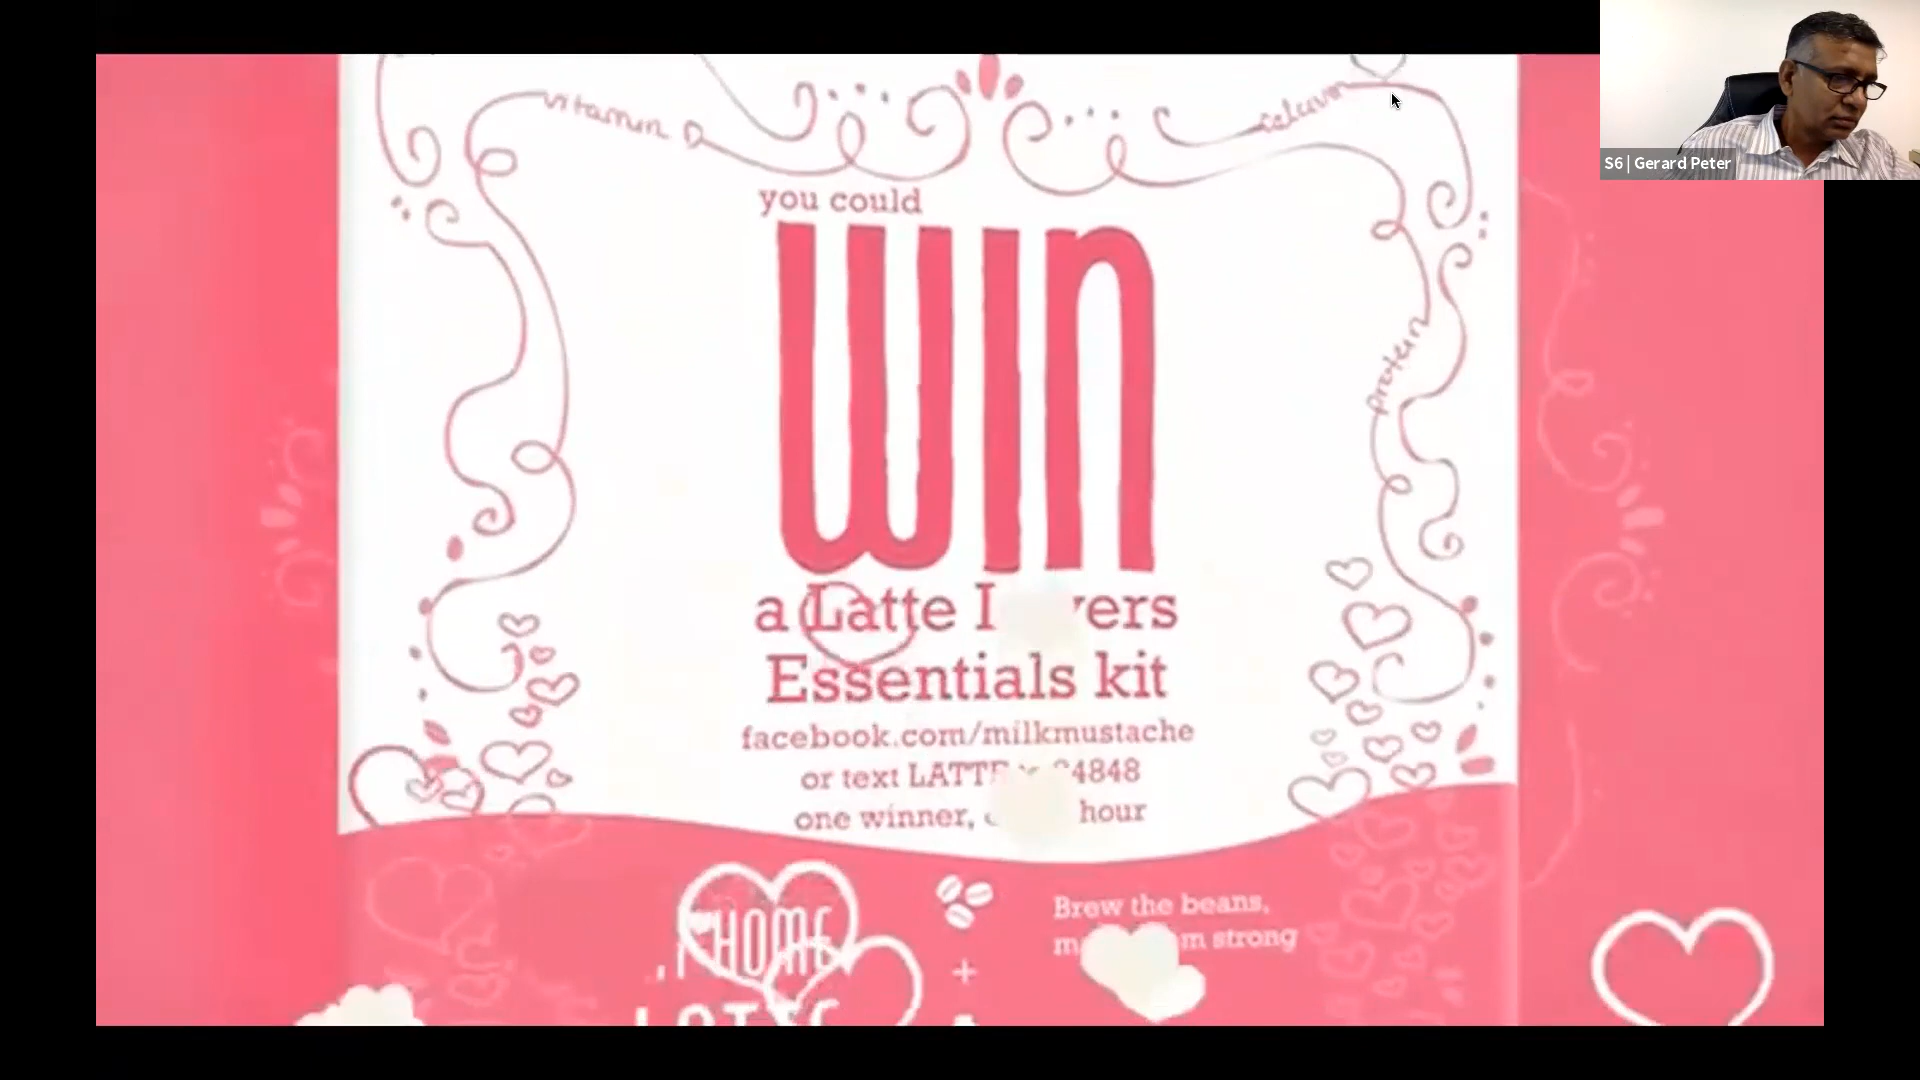 S6 | Gerard Peter
vitamin D
calcium
protein
you could
win
a Latte
Essentials kit
facebook.com/milkmustache
or text 
one winner, hour
HOME
Brew the beans,
strong